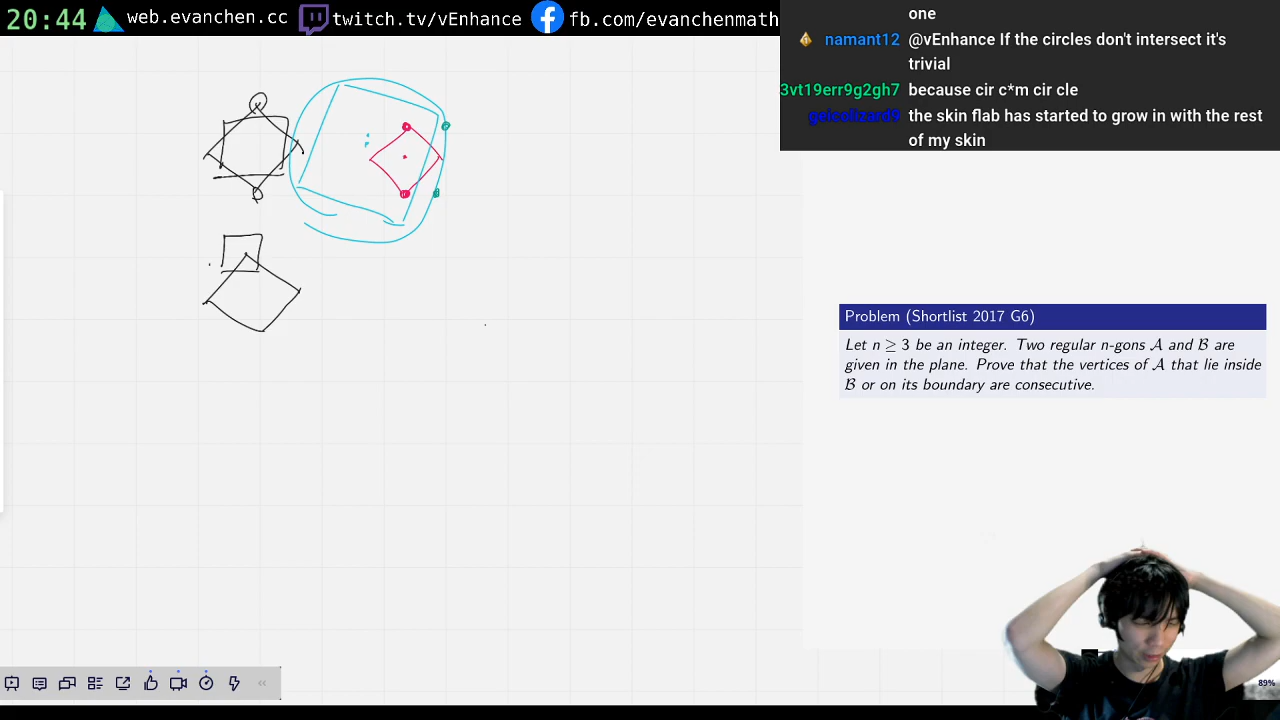 20:44 web.evanchen.cc twitch.tv/vEnhance fb.com/evanchenmath
one
namant12 @vEnhance If the circles don't intersect it's
trivial
3vt19err9g2gh7 because cir c*m cir cle
geicolizard9 the skin flab has started to grow in with the rest
of my skin
Problem (Shortlist 2017 G6)
Let n ≥ 3 be an integer. Two regular n-gons 𝒜 and ℬ are
given in the plane. Prove that the vertices of 𝒜 that lie inside
ℬ or on its boundary are consecutive.
89%